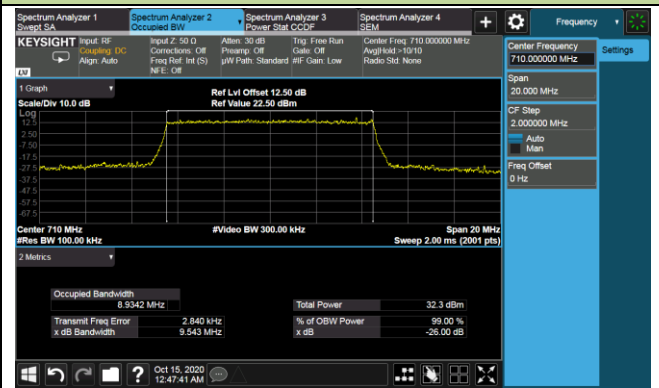 Spectrum Analyzer 1
Swept SA
Spectrum Analyzer 2
Occupied BW
Spectrum Analyzer 3
Power Stat CCDF
Spectrum Analyzer 4
SEM
Frequency
KEYSIGHT
Input: RF
Coupling: DC
Align: Auto
Input Z: 50 Ω
Corrections: Off
Freq Ref: Int (S)
NFE: Off
Atten: 30 dB
Preamp: Off
µW Path: Standard
Trig: Free Run
Gate: Off
#IF Gain: Low
Center Freq: 710.000000 MHz
Avg|Hold:>10/10
Radio Std: None
LXI
1 Graph
Scale/Div 10.0 dB
Ref Lvl Offset 12.50 dB
Ref Value 22.50 dBm
Log
12.5
2.50
-7.50
-17.5
-27.5
-37.5
-47.5
-57.5
-67.5
Center 710 MHz
#Res BW 100.00 kHz
#Video BW 300.00 kHz
Span 20 MHz
Sweep 2.00 ms (2001 pts)
2 Metrics
Occupied Bandwidth
8.9342 MHz
Total Power
32.3 dBm
Transmit Freq Error
2.840 kHz
% of OBW Power
99.00 %
x dB Bandwidth
9.543 MHz
x dB
-26.00 dB
Center Frequency
710.000000 MHz
Settings
Span
20.000 MHz
CF Step
2.000000 MHz
Auto
Man
Freq Offset
0 Hz
Oct 15, 2020
12:47:41 AM